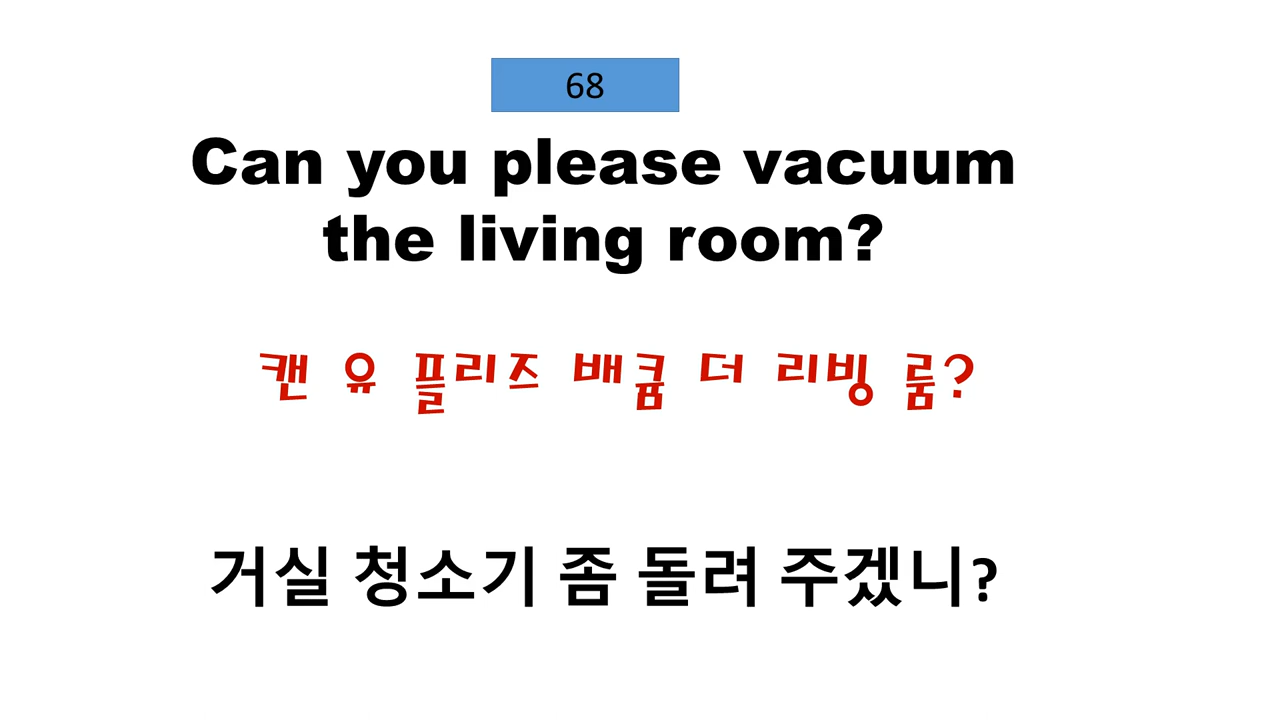 68
Can you please vacuum
the living room?
캔 유 플리즈 배큠 더 리빙 룸?
거실 청소기 좀 돌려 주겠니?